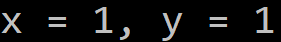 x = 1, y = 1